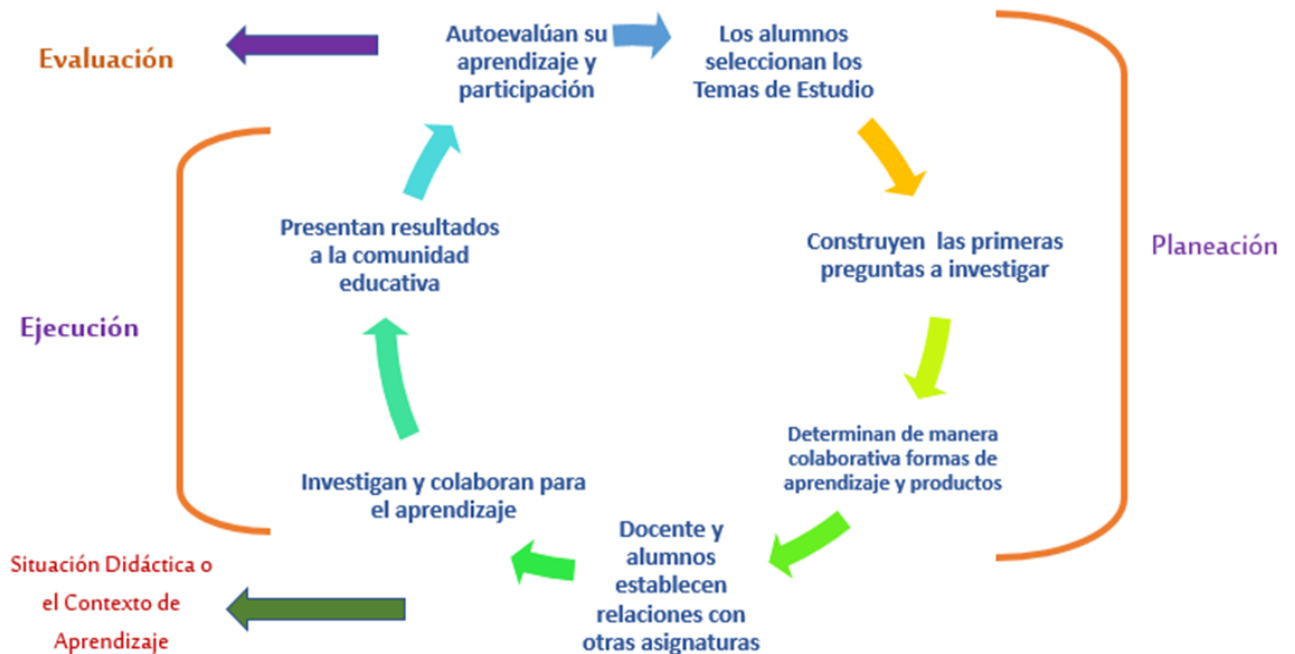 Evaluación
Autoevalúan su
aprendizaje y
participación
Los alumnos
seleccionan los
Temas de Estudio
Construyen las primeras
preguntas a investigar
Planeación
Determinan de manera
colaborativa formas de
aprendizaje y productos
Docente y
alumnos
establecen
relaciones con
otras asignaturas
Situación Didáctica o
el Contexto de
Aprendizaje
Investigan y colaboran para
el aprendizaje
Ejecución
Presentan resultados
a la comunidad
educativa